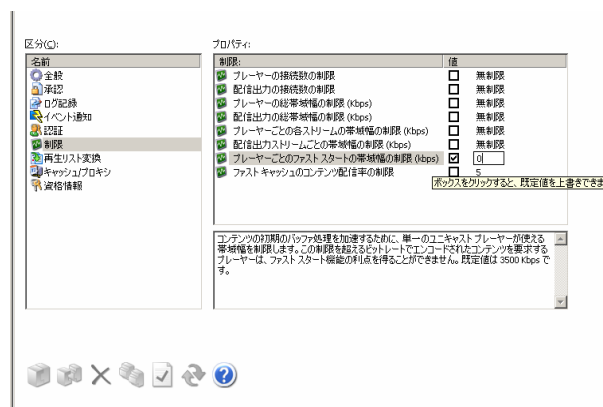 区分(C):
名前
全般
承認
ログ記録
イベント通知
認証
制限
再生リスト変換
キャッシュ/プロキシ
資格情報
プロパティ:
制限: 値
プレーヤーの接続数の制限 無制限
配信出力の接続数の制限 無制限
プレーヤーの総帯域幅の制限 (Kbps) 無制限
配信出力の総帯域幅の制限 (Kbps) 無制限
プレーヤーごとの各ストリームの帯域幅の制限 (Kbps) 無制限
配信出力ストリームごとの帯域幅の制限 (Kbps) 無制限
プレーヤーごとのファスト スタートの帯域幅の制限 (kbps) 0
ファスト キャッシュのコンテンツ配信率の制限 5
ボックスをクリックすると、既定値を上書きできま
コンテンツの初期のバッファ処理を加速するために、単一のユニキャスト プレーヤーが使える
帯域幅を制限します。この制限を超えるビットレートでエンコードされたコンテンツを要求する
プレーヤーは、ファスト スタート機能の利点を得ることができません。既定値は 3500 Kbps で
す。